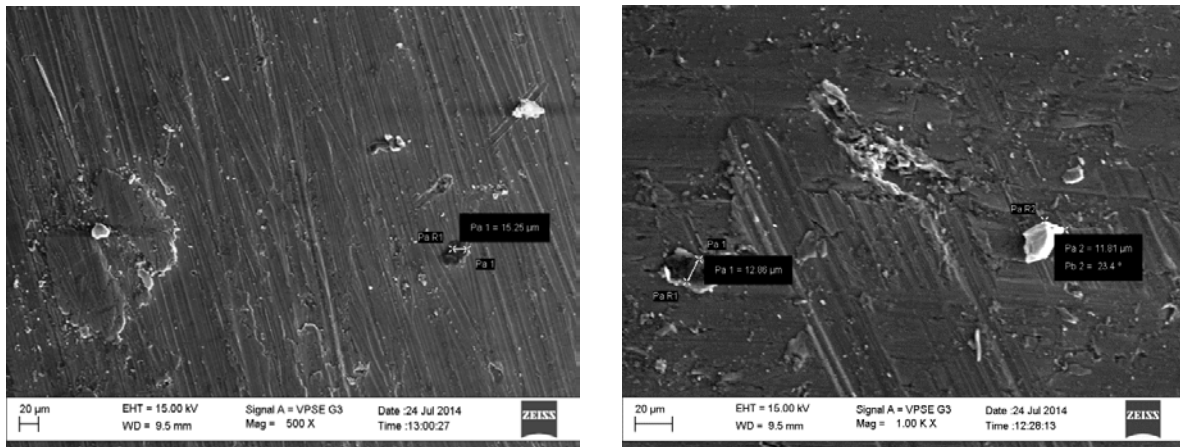 Pa R1
Pa 1 = 15.25 µm
Pa 1
20 µm
EHT = 15.00 kV
WD = 9.5 mm
Signal A = VPSE G3
Mag = 500 X
Date :24 Jul 2014
Time :13:00:27
ZEISS
Pa R2
Pa 1
Pa 1 = 12.86 µm
Pa R1
Pa 2 = 11.81 µm
Pb 2 = 23.4 °
20 µm
EHT = 15.00 kV
WD = 9.5 mm
Signal A = VPSE G3
Mag = 1.00 K X
Date :24 Jul 2014
Time :12:28:13
ZEISS